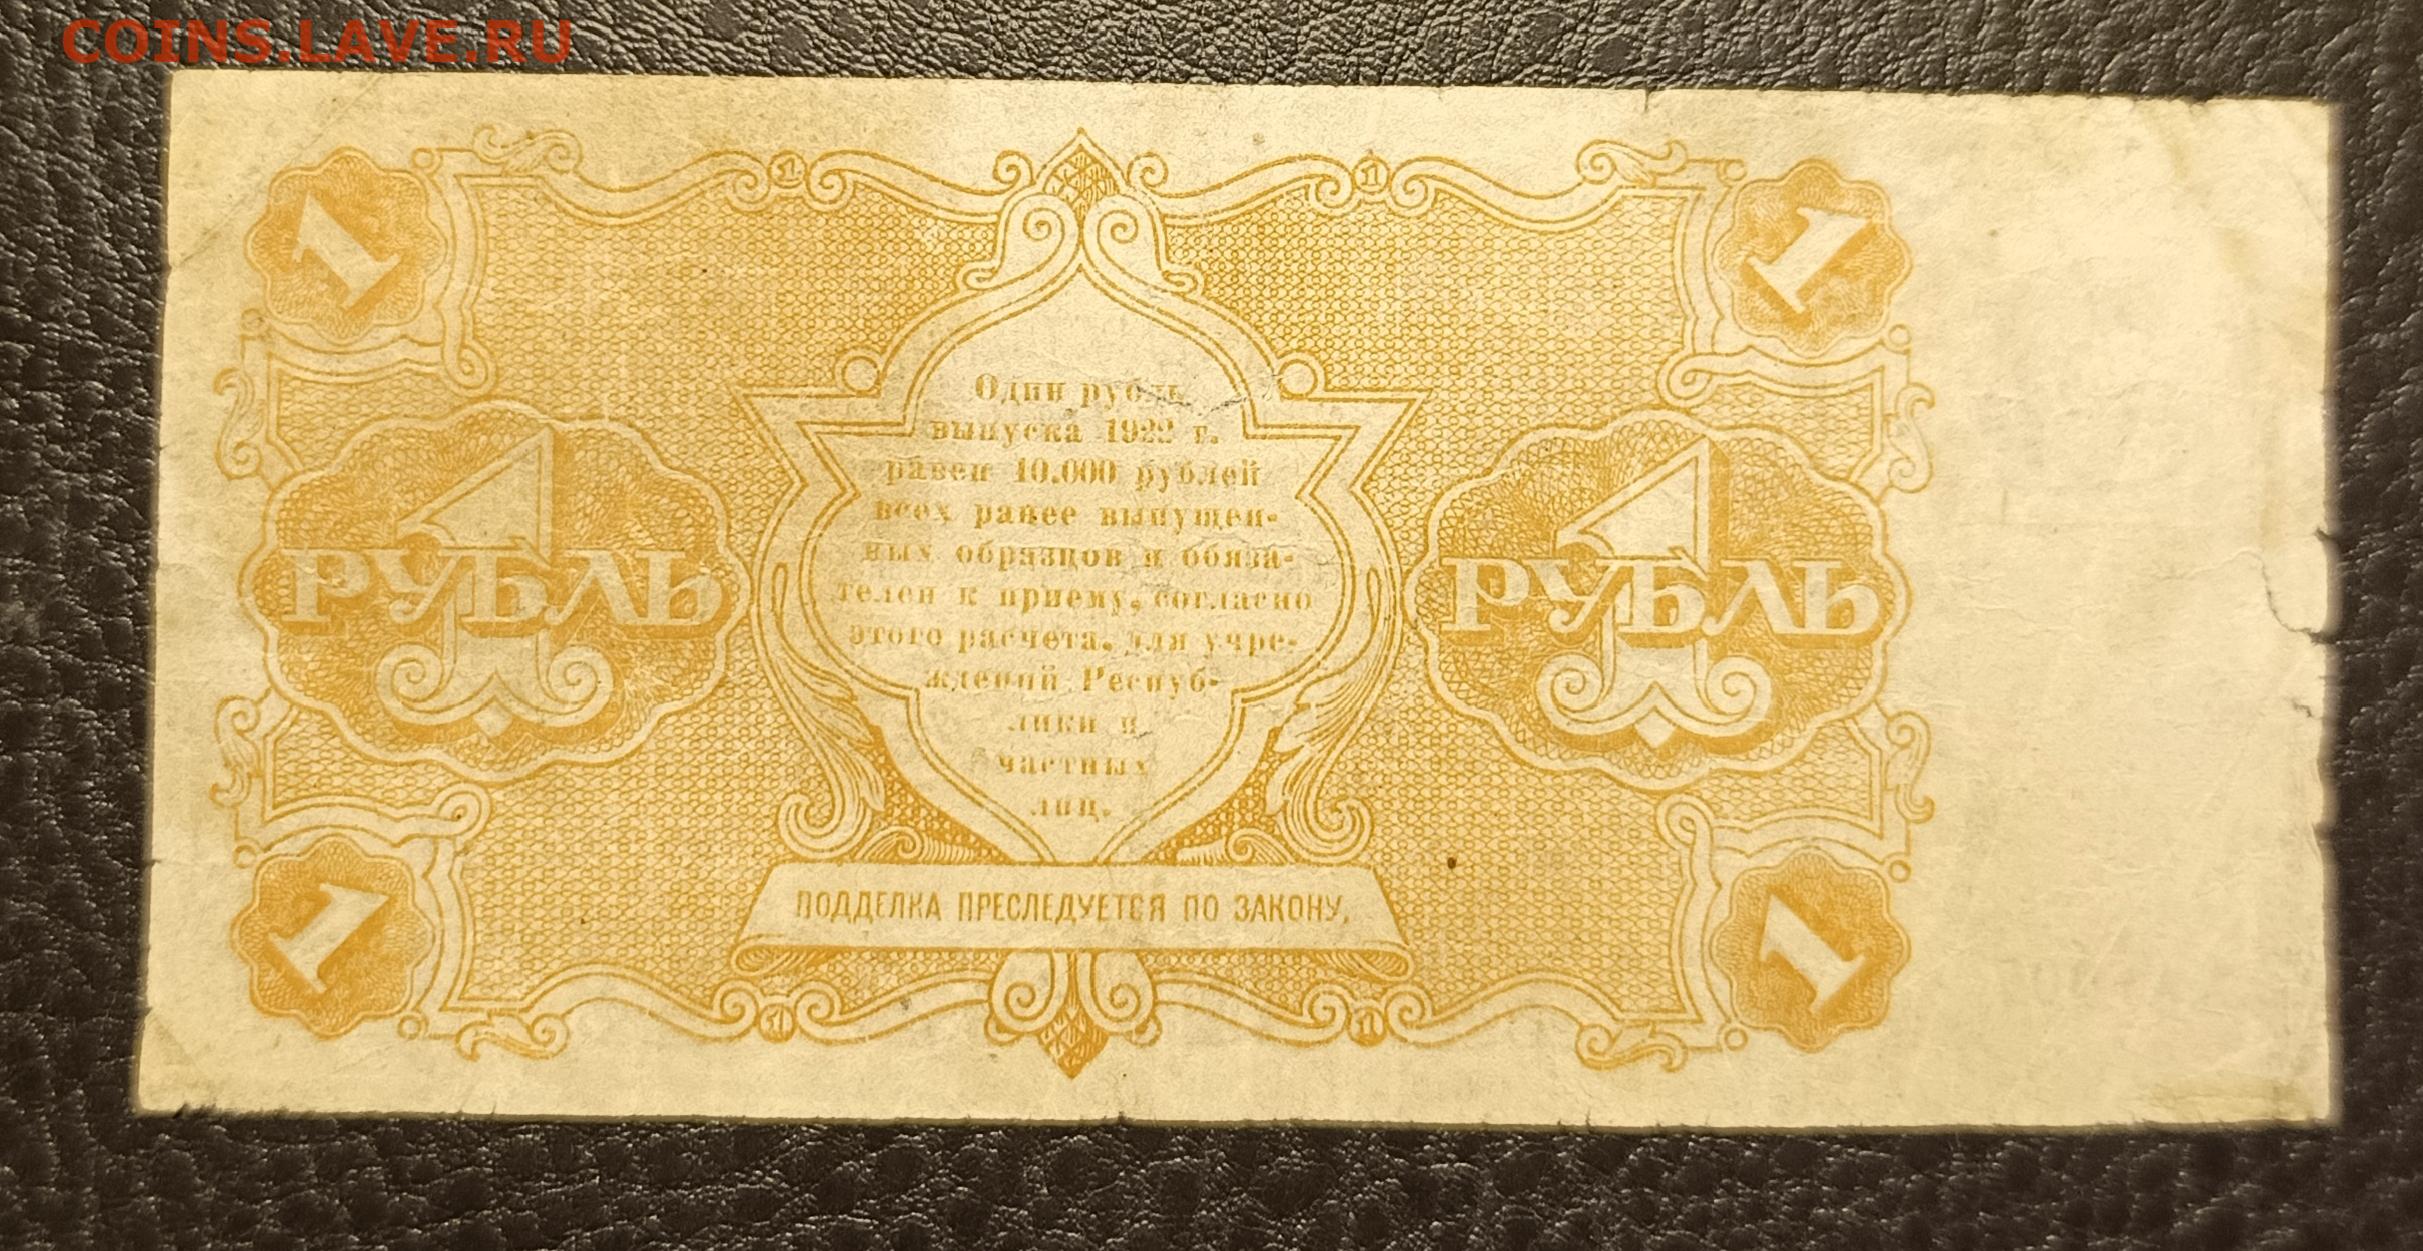 COINS.LAVE.RU
1
1
1
1
Один рубль
выпуска 1922 г.
равен 10.000 рублей
всех ранее выпущен-
ных образцов и обяза-
телен к приему, согласно
этого расчета, для учре-
ждений Респуб-
лики и
частных
лиц.
1
РУБЛЬ
1
РУБЛЬ
ПОДДЕЛКА ПРЕСЛЕДУЕТСЯ ПО ЗАКОНУ.
1
1
1
1